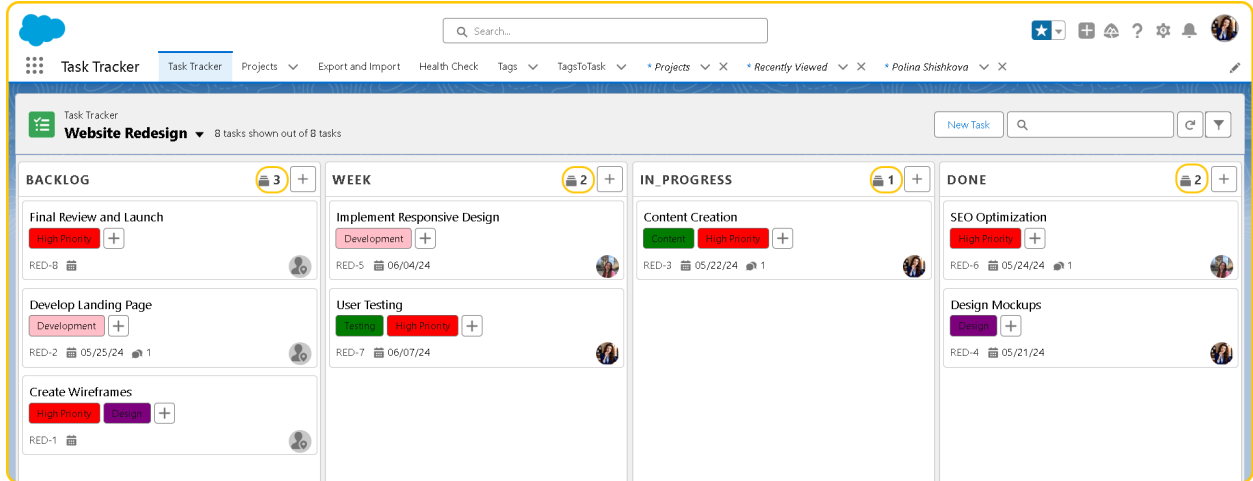 Search...
Task Tracker
Task Tracker Projects Export and Import Health Check Tags TagsToTask * Projects * Recently Viewed * Polina Shishkova
Task Tracker
Website Redesign 8 tasks shown out of 8 tasks
New Task
BACKLOG 3
Final Review and Launch
High Priority
RED-8
Develop Landing Page
Development
RED-2 05/25/24 1
Create Wireframes
High Priority Design
RED-1
WEEK 2
Implement Responsive Design
Development
RED-5 06/04/24
User Testing
Testing High Priority
RED-7 06/07/24
IN_PROGRESS 1
Content Creation
Content High Priority
RED-3 05/22/24 1
DONE 2
SEO Optimization
High Priority
RED-6 05/24/24 1
Design Mockups
Design
RED-4 05/21/24